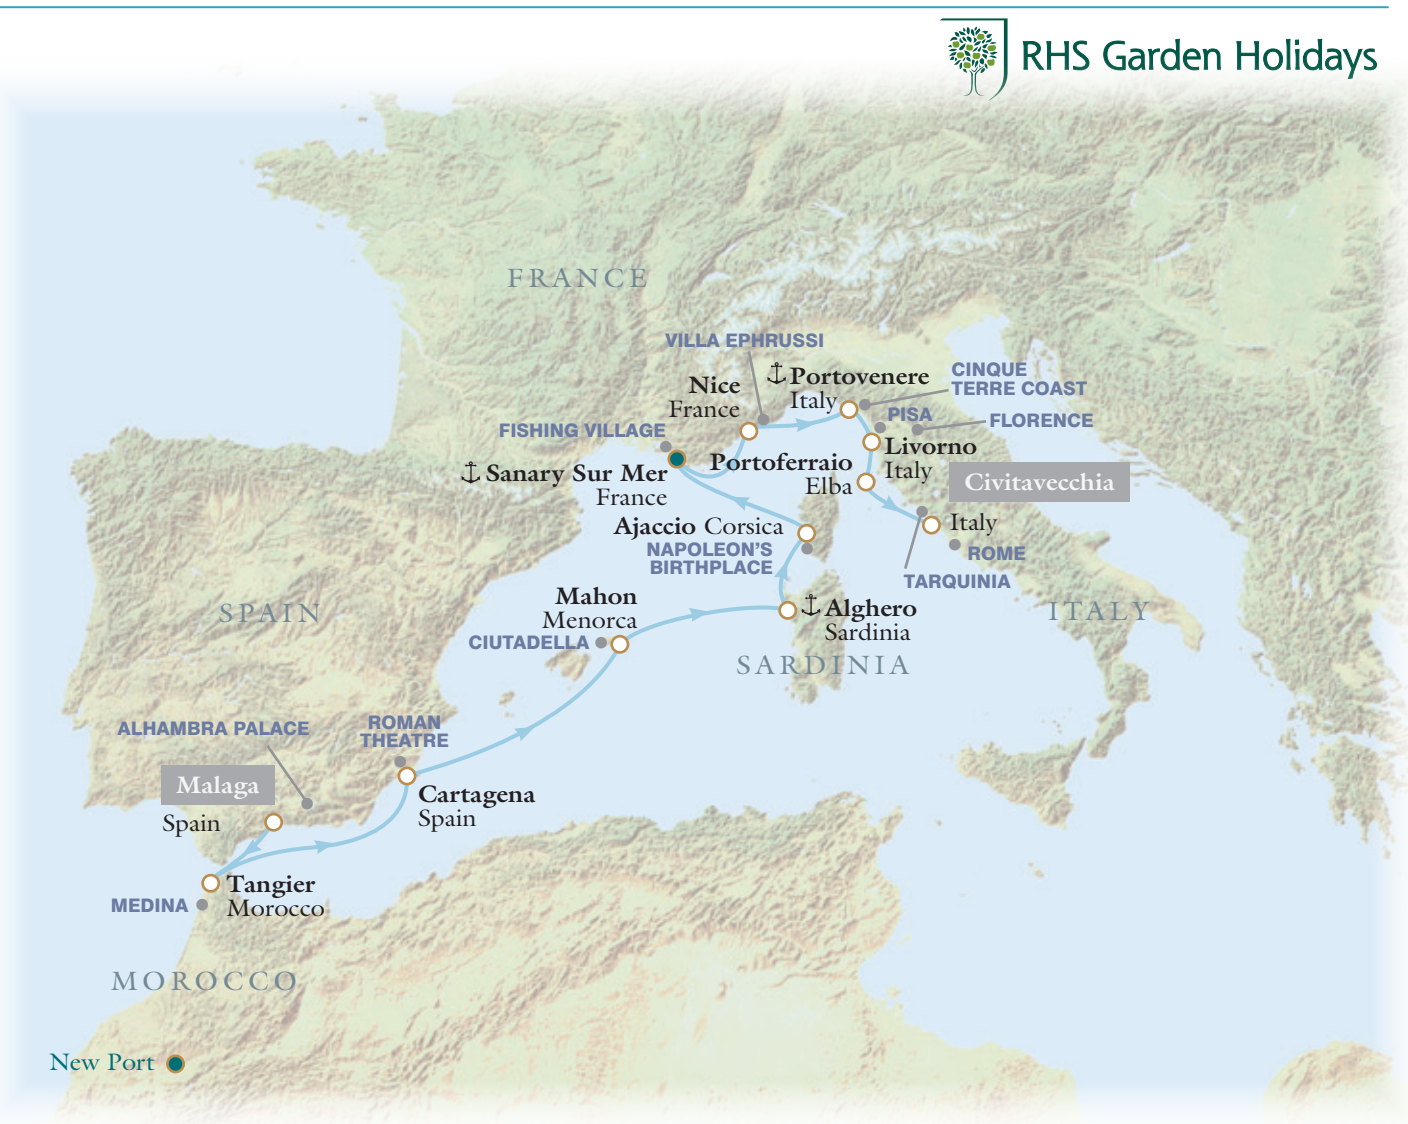 RHS Garden Holidays
FRANCE
VILLA EPHRUSSI
Nice
France
Portovenere
Italy
CINQUE
TERRE COAST
PISA
FLORENCE
FISHING VILLAGE
Sanary Sur Mer
France
Livorno
Italy
Portoferraio
Elba
Civitavecchia
Italy
ROME
TARQUINIA
Ajaccio Corsica
NAPOLEON'S
BIRTHPLACE
Mahon
Menorca
CIUTADELLA
Alghero
Sardinia
SPAIN
ITALY
SARDINIA
ALHAMBRA PALACE
ROMAN
THEATRE
Malaga
Spain
Cartagena
Spain
Tangier
Morocco
MEDINA
MOROCCO
New Port